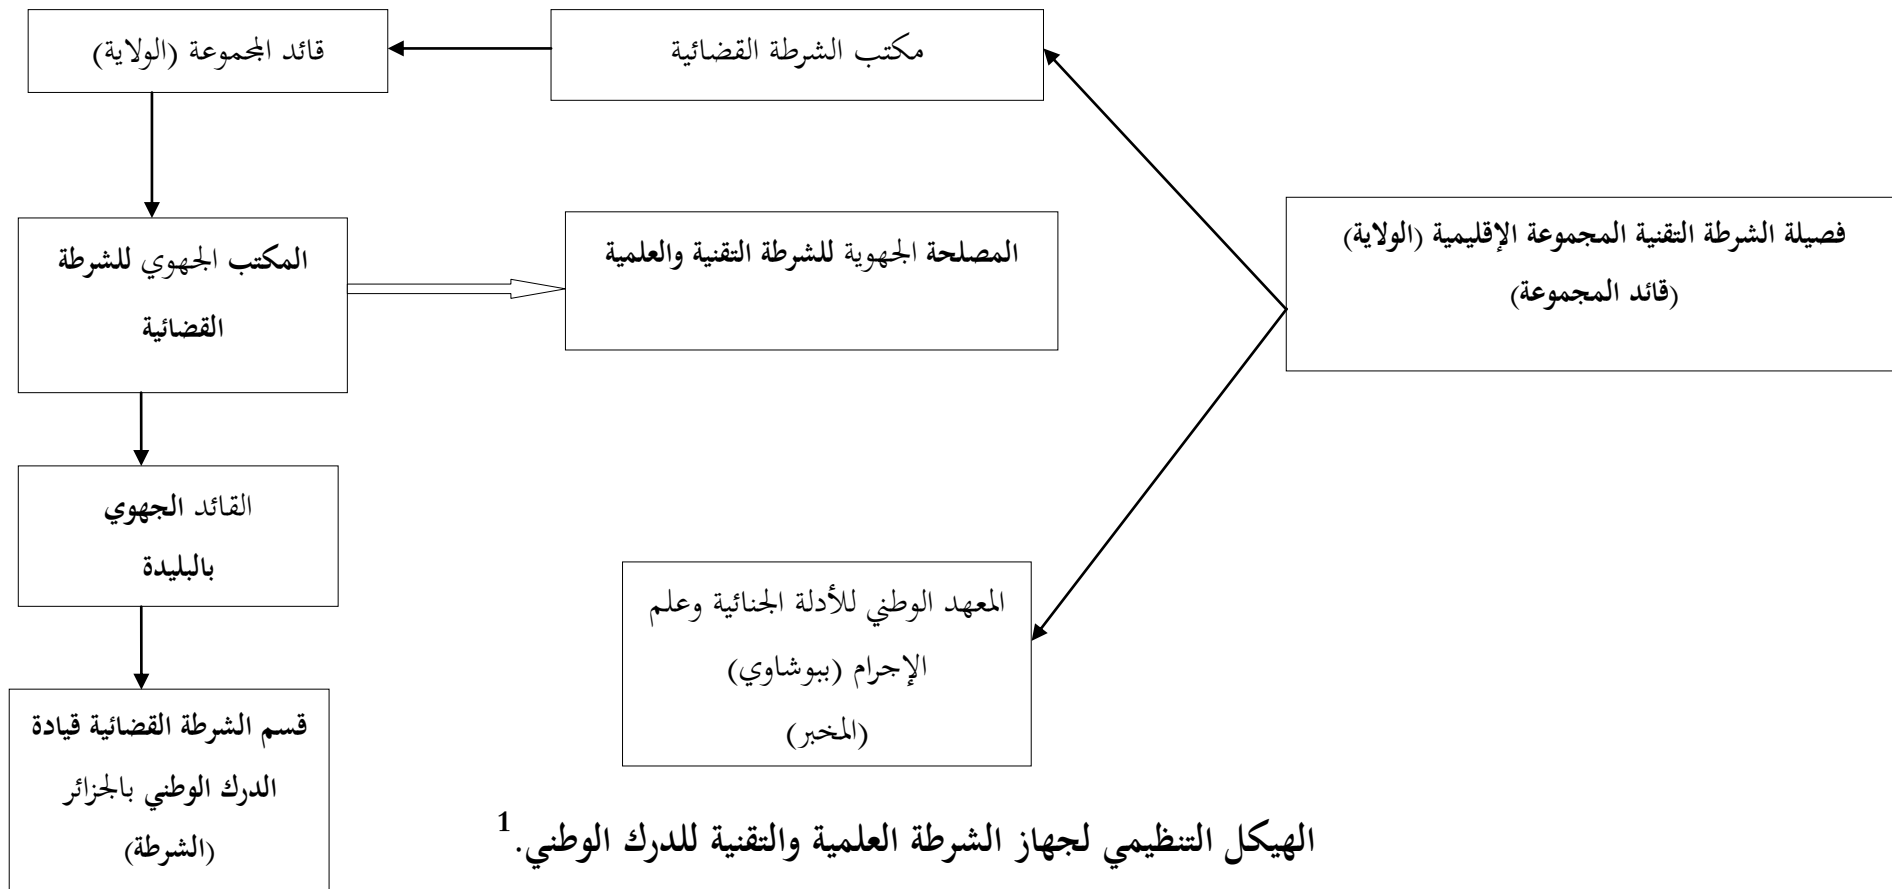 قائد المجموعة (الولاية)
مكتب الشرطة القضائية
فصيلة الشرطة التقنية المجموعة الإقليمية (الولاية)
(قائد المجموعة)
المصلحة الجهوية للشرطة التقنية والعلمية
المكتب الجهوي للشرطة
القضائية
القائد الجهوي
بالبليدة
المعهد الوطني للأدلة الجنائية وعلم
الإجرام (ببوشاوي)
(المخبر)
قسم الشرطة القضائية قيادة
الدرك الوطني بالجزائر
(الشرطة)
الهيكل التنظيمي لجهاز الشرطة العلمية والتقنية للدرك الوطني.1